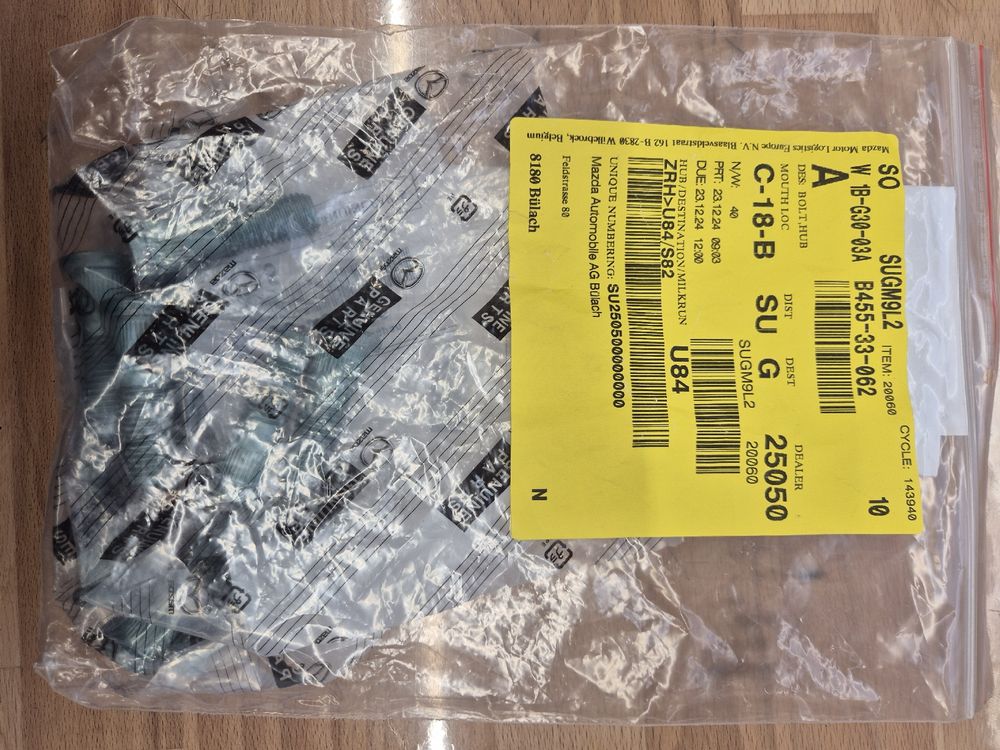 SO SUGM9L2 ITEM: 20060 CYCLE: 143940
W 1B-G30-03A B455-33-062 10
A
DES: BOLT,HUB
MOUTH LOC DIST DEST DEALER
C-18-B SU G 25050
N/W: 40 SUGM9L2 20060
PRT: 23.12.24 09:03
DUE: 23.12.24 12:00
HUB/DESTINATION/MILKRUN
ZRH>U84/S82 U84
UNIQUE NUMBERING: SU25050000000000
Mazda Automobile AG Bülach
Feldstrasse 80
8180 Bülach N
Mazda Motor Logistics Europe N.V. Blaasveldstraat 162 B-2830 Willebroek, Belgium
GENUINE
PARTS
mazda